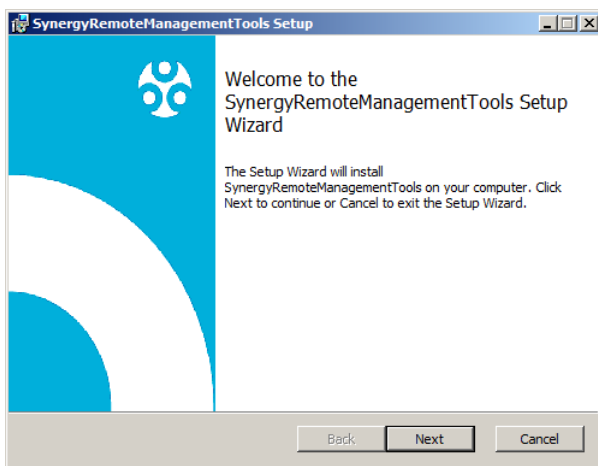 SynergyRemoteManagementTools Setup
Welcome to the
SynergyRemoteManagementTools Setup
Wizard
The Setup Wizard will install
SynergyRemoteManagementTools on your computer. Click
Next to continue or Cancel to exit the Setup Wizard.
Back Next Cancel